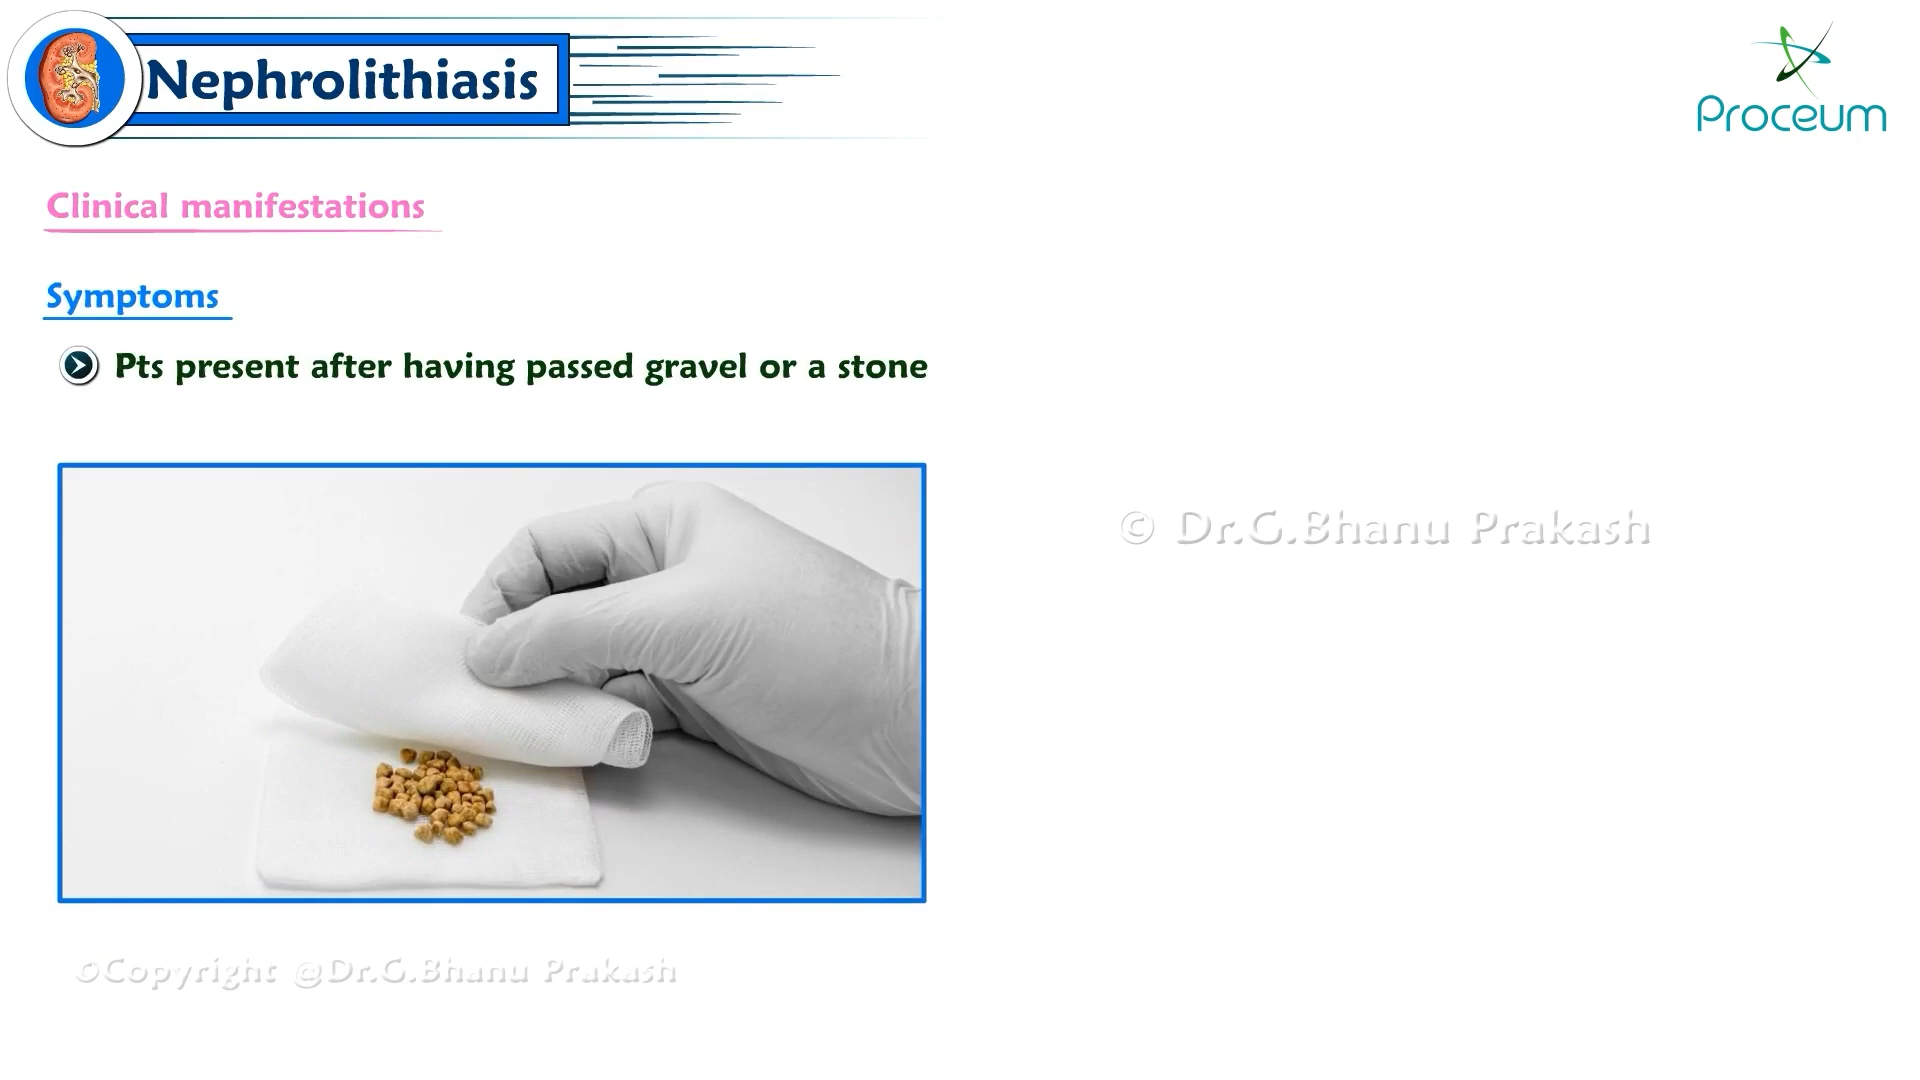 Nephrolithiasis
Proceum
Clinical manifestations
Symptoms
Pts present after having passed gravel or a stone
© Dr.G.Bhanu Prakash
©Copyright @Dr.G.Bhanu Prakash